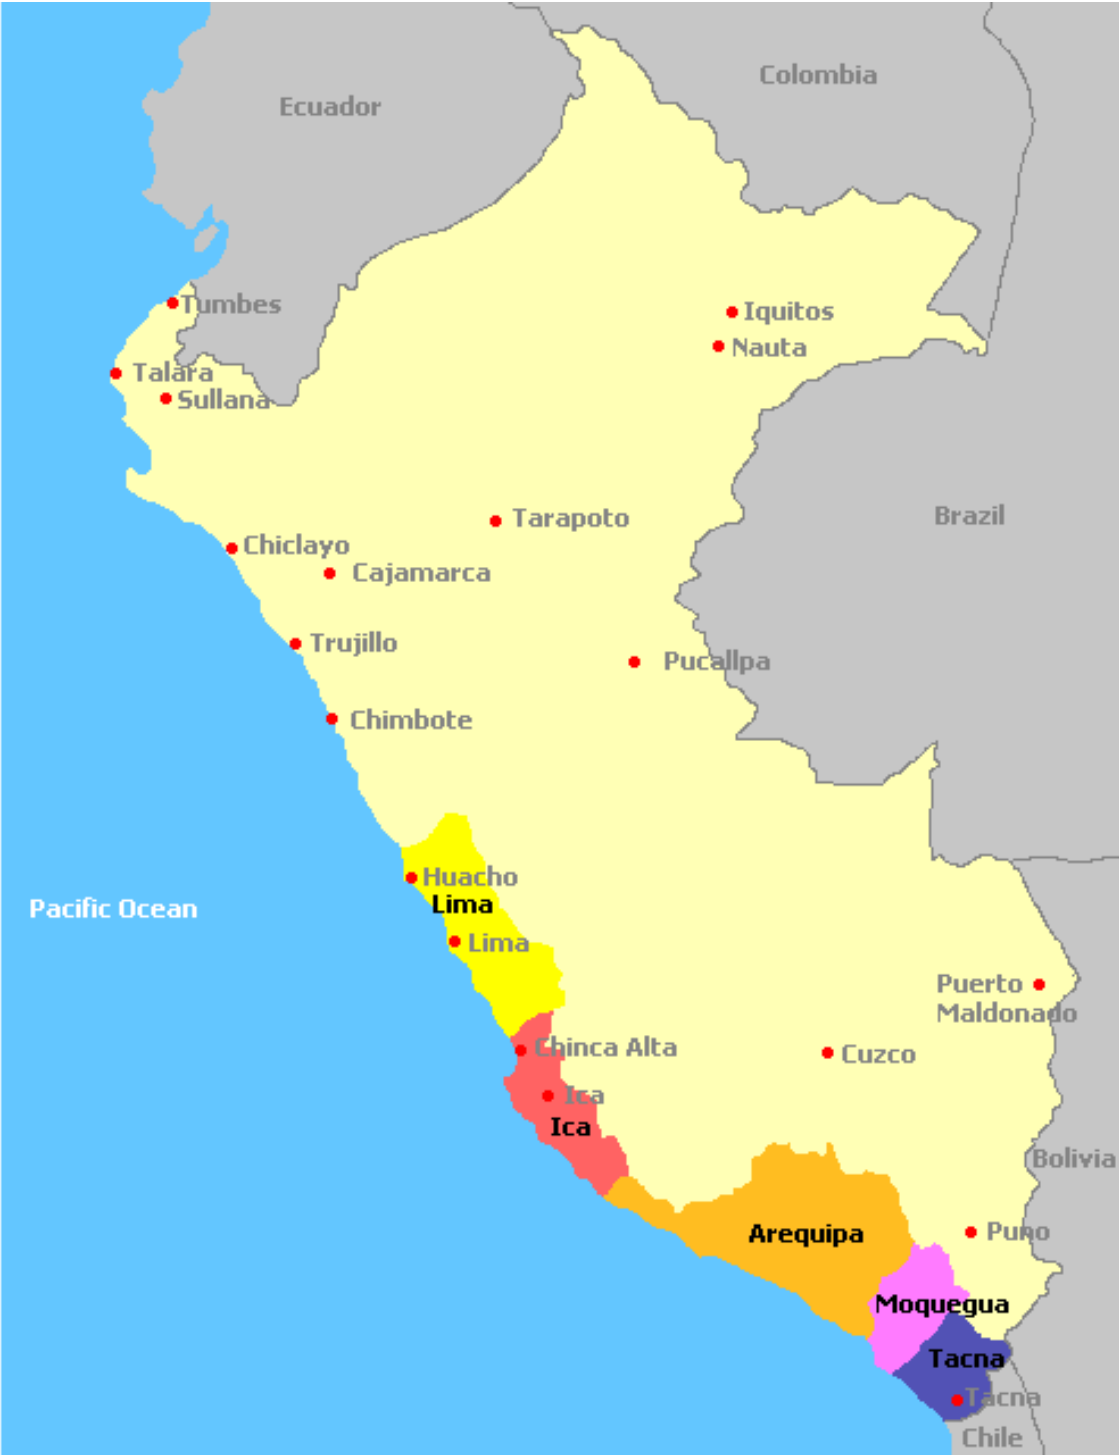 Colombia
Ecuador
Tumbes
Iquitos
Nauta
Talara
Sullana
Brazil
Tarapoto
Chiclayo
Cajamarca
Trujillo
Pucallpa
Chimbote
Huacho
Lima
Pacific Ocean
Lima
Puerto
Maldonado
Chinca Alta
Cuzco
Ica
Ica
Bolivia
Arequipa
Puno
Moquegua
Tacna
Tacna
Chile